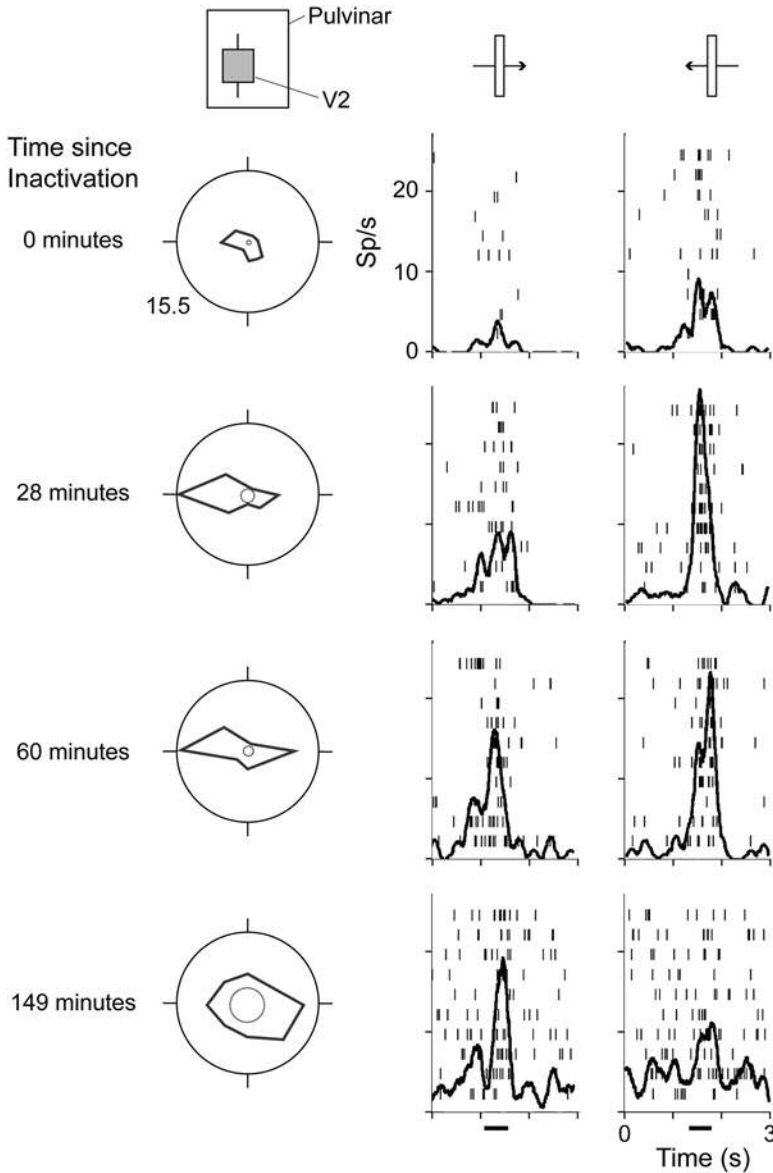 Pulvinar
V2
Time since
Inactivation
0 minutes
15.5
Sp/s
20
10
0
28 minutes
60 minutes
149 minutes
0
3
Time (s)